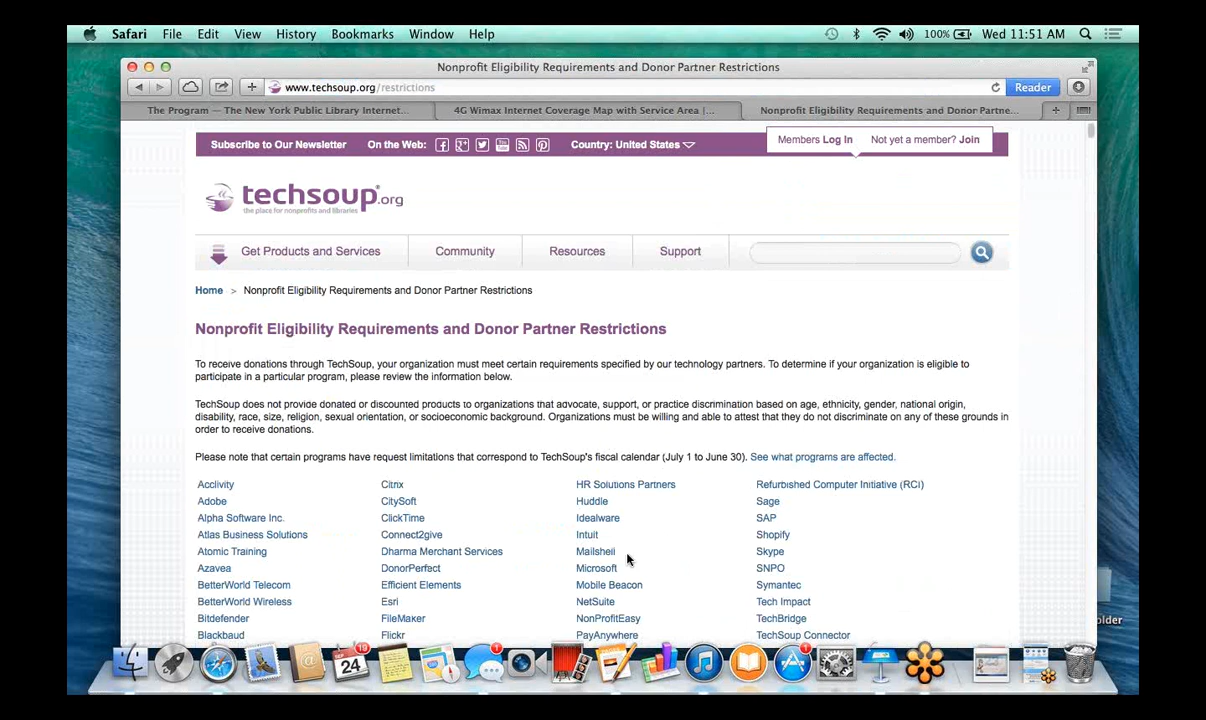 Safari File Edit View History Bookmarks Window Help 100% Wed 11:51 AM
Nonprofit Eligibility Requirements and Donor Partner Restrictions
www.techsoup.org/restrictions Reader
The Program — The New York Public Library Internet... 4G Wimax Internet Coverage Map with Service Area |... Nonprofit Eligibility Requirements and Donor Partne...
Subscribe to Our Newsletter On the Web: Country: United States Members Log In Not yet a member? Join
techsoup.org
the place for nonprofits and libraries
Get Products and Services Community Resources Support
Home > Nonprofit Eligibility Requirements and Donor Partner Restrictions
Nonprofit Eligibility Requirements and Donor Partner Restrictions
To receive donations through TechSoup, your organization must meet certain requirements specified by our technology partners. To determine if your organization is eligible to
participate in a particular program, please review the information below.
TechSoup does not provide donated or discounted products to organizations that advocate, support, or practice discrimination based on age, ethnicity, gender, national origin,
disability, race, size, religion, sexual orientation, or socioeconomic background. Organizations must be willing and able to attest that they do not discriminate on any of these grounds in
order to receive donations.
Please note that certain programs have request limitations that correspond to TechSoup's fiscal calendar (July 1 to June 30). See what programs are affected.
Acclivity Citrix HR Solutions Partners Refurbished Computer Initiative (RCI)
Adobe CitySoft Huddle Sage
Alpha Software Inc. ClickTime Idealware SAP
Atlas Business Solutions Connect2give Intuit Shopify
Atomic Training Dharma Merchant Services Mailshell Skype
Azavea DonorPerfect Microsoft SNPO
BetterWorld Telecom Efficient Elements Mobile Beacon Symantec
BetterWorld Wireless Esri NetSuite Tech Impact
Bitdefender FileMaker NonProfitEasy TechBridge
Blackbaud Flickr PayAnywhere TechSoup Connector
older
24
1
1